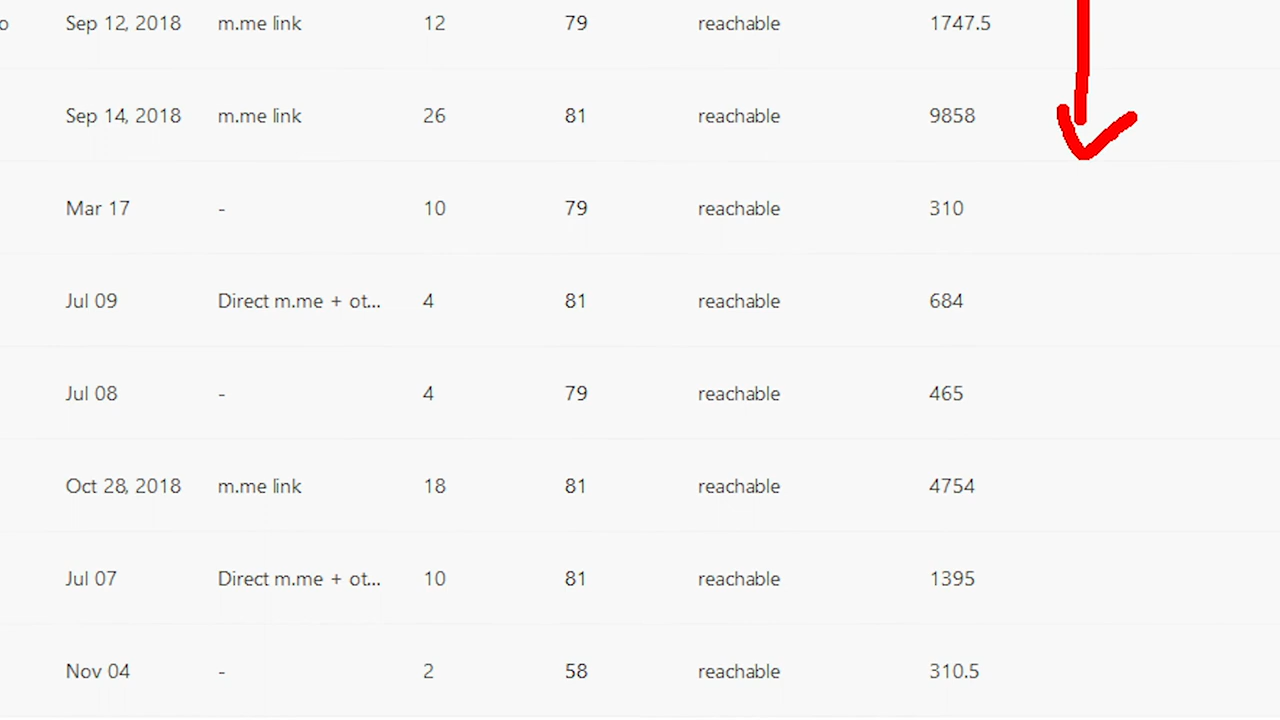 o Sep 12, 2018 m.me link 12 79 reachable 1747.5
Sep 14, 2018 m.me link 26 81 reachable 9858
Mar 17 - 10 79 reachable 310
Jul 09 Direct m.me + ot... 4 81 reachable 684
Jul 08 - 4 79 reachable 465
Oct 28, 2018 m.me link 18 81 reachable 4754
Jul 07 Direct m.me + ot... 10 81 reachable 1395
Nov 04 - 2 58 reachable 310.5